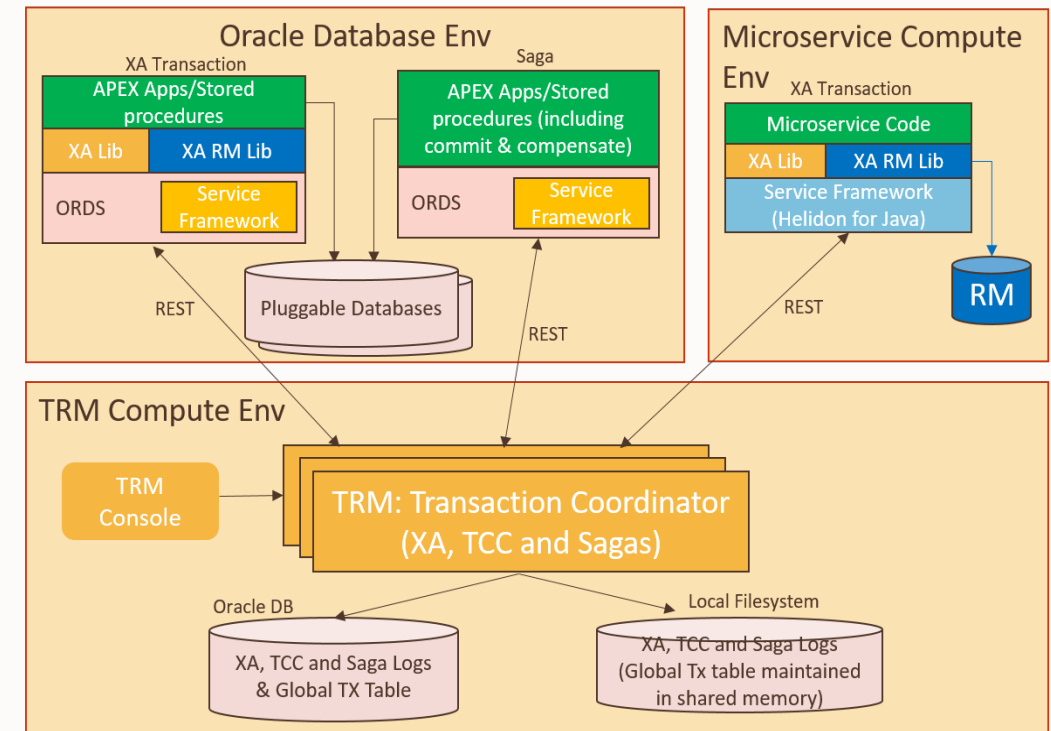 Oracle Database Env
XA Transaction
APEX Apps/Stored
procedures
XA Lib
XA RM Lib
ORDS
Service
Framework
Saga
APEX Apps/Stored
procedures (including
commit & compensate)
ORDS
Service
Framework
Pluggable Databases
REST
REST
Microservice Compute
Env
XA Transaction
Microservice Code
XA Lib
XA RM Lib
Service Framework
(Helidon for Java)
RM
REST
TRM Compute Env
TRM
Console
TRM: Transaction Coordinator
(XA, TCC and Sagas)
Oracle DB
XA, TCC and Saga Logs
& Global TX Table
Local Filesystem
XA, TCC and Saga Logs
(Global Tx table maintained
in shared memory)